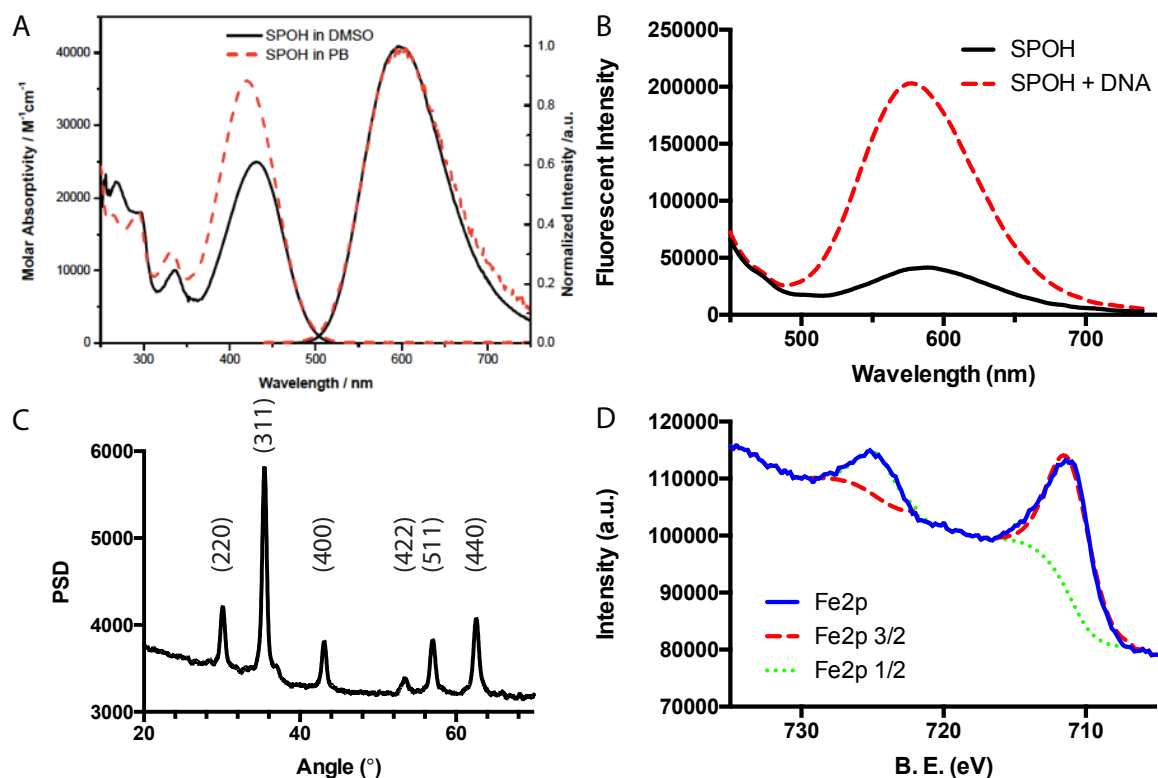 A
SPOH in DMSO
SPOH in PB
40000
30000
20000
10000
0
Molar Absorptivity / M⁻¹cm⁻¹
1.0
0.8
0.6
0.4
0.2
0.0
Normalized Intensity /a.u.
300
400
500
600
700
Wavelength / nm
B
SPOH
SPOH + DNA
250000
200000
150000
100000
50000
0
Fluorescent Intensity
500
600
700
Wavelength (nm)
C
6000
5000
4000
3000
PSD
(220)
(311)
(400)
(422)
(511)
(440)
20
40
60
Angle (°)
D
120000
110000
100000
90000
80000
70000
Intensity (a.u.)
Fe2p
Fe2p 3/2
Fe2p 1/2
730
720
710
B. E. (eV)